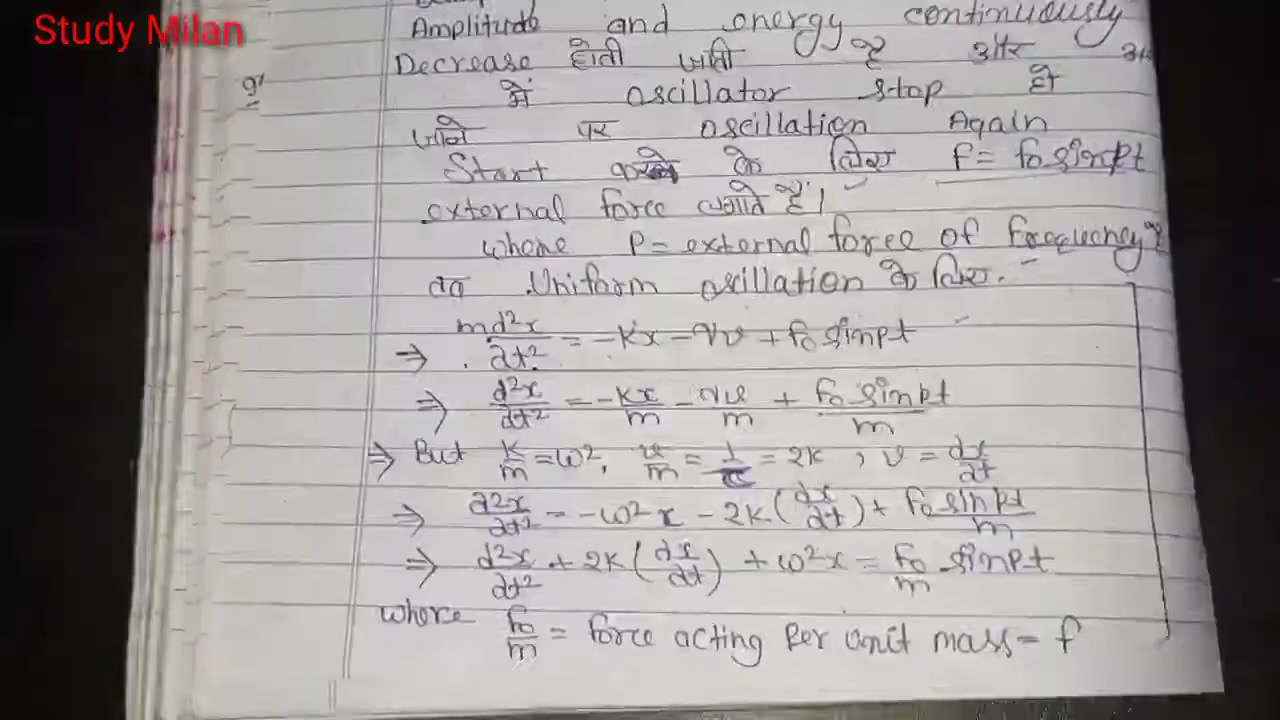 Study Milan
Amplitude and energy continuously
Decrease होती जाती है और
में oscillator stop हो
जाने पर oscillation Again
Start करने के लिए F = f₀ sinpt
external force लगाते हैं।
where P = external force of frequency
तब Uniform oscillation के लिए.
⇒ md²x/dt² = -Kx - γv + f₀ sinpt
⇒ d²x/dt² = -Kx/m - γv/m + f₀ sinpt/m
⇒ But K/m = ω², γ/m = 1/τ = 2K, v = dx/dt
⇒ d²x/dt² = -ω²x - 2K(dx/dt) + f₀ sinpt/m
⇒ d²x/dt² + 2K(dx/dt) + ω²x = f₀/m sinpt
where f₀/m = force acting Per unit mass = f